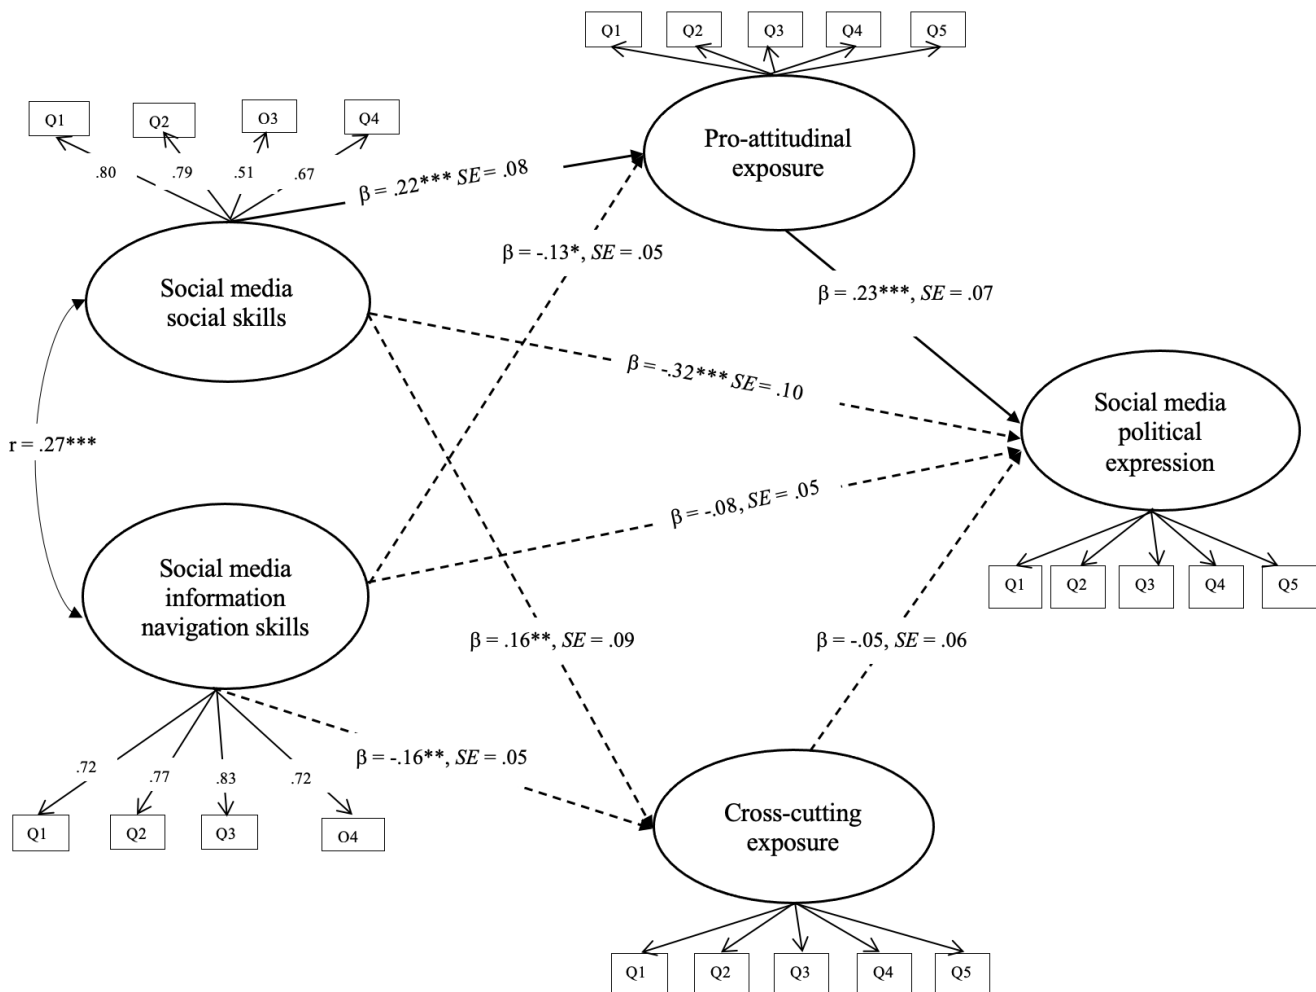 Q1 Q2 Q3 Q4 Q5
Q1 Q2 O3 Q4
.80 .79 .51 .67
Pro-attitudinal
exposure
β = .22*** SE = .08
β = -.13*, SE = .05
Social media
social skills
β = .23***, SE = .07
β = -.32*** SE = .10
Social media
political
expression
r = .27***
β = -.08, SE = .05
Social media
information
navigation skills
Q1 Q2 Q3 Q4 Q5
β = .16**, SE = .09
β = -.05, SE = .06
β = -.16**, SE = .05
.72 .77 .83 .72
Q1 Q2 Q3 O4
Cross-cutting
exposure
Q1 Q2 Q3 Q4 Q5